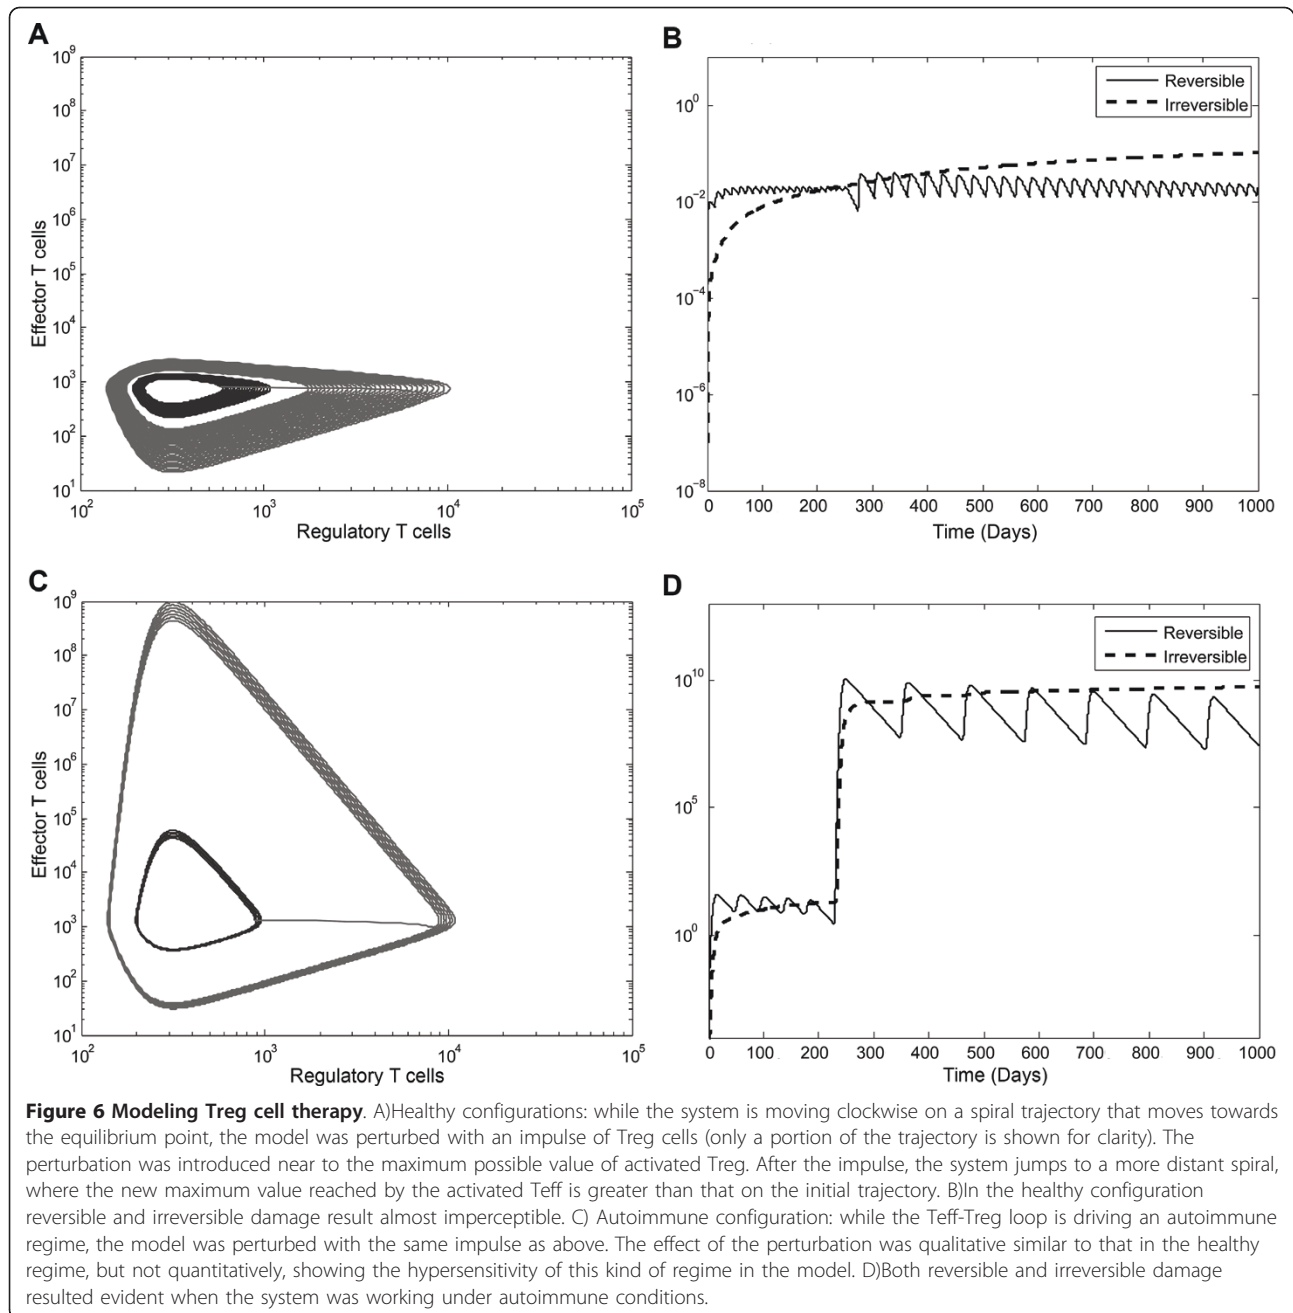 A
10^9
10^8
10^7
10^6
10^5
10^4
10^3
10^2
10^1
Effector T cells
10^2
10^3
10^4
10^5
Regulatory T cells
B
Reversible
Irreversible
10^0
10^-2
10^-4
10^-6
10^-8
0 100 200 300 400 500 600 700 800 900 1000
Time (Days)
C
10^9
10^8
10^7
10^6
10^5
10^4
10^3
10^2
10^1
Effector T cells
10^2
10^3
10^4
10^5
Regulatory T cells
D
Reversible
Irreversible
10^10
10^5
10^0
0 100 200 300 400 500 600 700 800 900 1000
Time (Days)
Figure 6 Modeling Treg cell therapy. A)Healthy configurations: while the system is moving clockwise on a spiral trajectory that moves towards
the equilibrium point, the model was perturbed with an impulse of Treg cells (only a portion of the trajectory is shown for clarity). The
perturbation was introduced near to the maximum possible value of activated Treg. After the impulse, the system jumps to a more distant spiral,
where the new maximum value reached by the activated Teff is greater than that on the initial trajectory. B)In the healthy configuration
reversible and irreversible damage result almost imperceptible. C) Autoimmune configuration: while the Teff-Treg loop is driving an autoimmune
regime, the model was perturbed with the same impulse as above. The effect of the perturbation was qualitative similar to that in the healthy
regime, but not quantitatively, showing the hypersensitivity of this kind of regime in the model. D)Both reversible and irreversible damage
resulted evident when the system was working under autoimmune conditions.